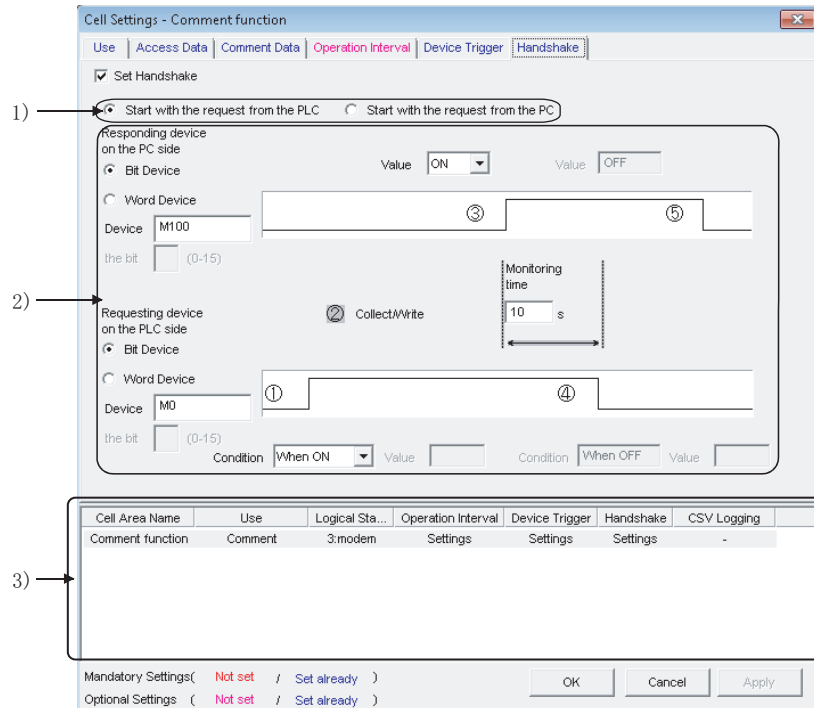 Cell Settings - Comment function
Use Access Data Comment Data Operation Interval Device Trigger Handshake
Set Handshake
1)
Start with the request from the PLC Start with the request from the PC
Responding device
on the PC side
Value ON Value OFF
Bit Device
Word Device
③ ⑤
Device M100
the bit (0-15)
Monitoring
time
2)
Requesting device
on the PLC side
② Collect/Write 10 s
Bit Device
Word Device
① ④
Device M0
the bit (0-15)
Condition When ON Value Condition When OFF Value
Cell Area Name Use Logical Sta... Operation Interval Device Trigger Handshake CSV Logging
Comment function Comment 3:modem Settings Settings Settings -
3)
Mandatory Settings( Not set / Set already )
OK Cancel Apply
Optional Settings ( Not set / Set already )